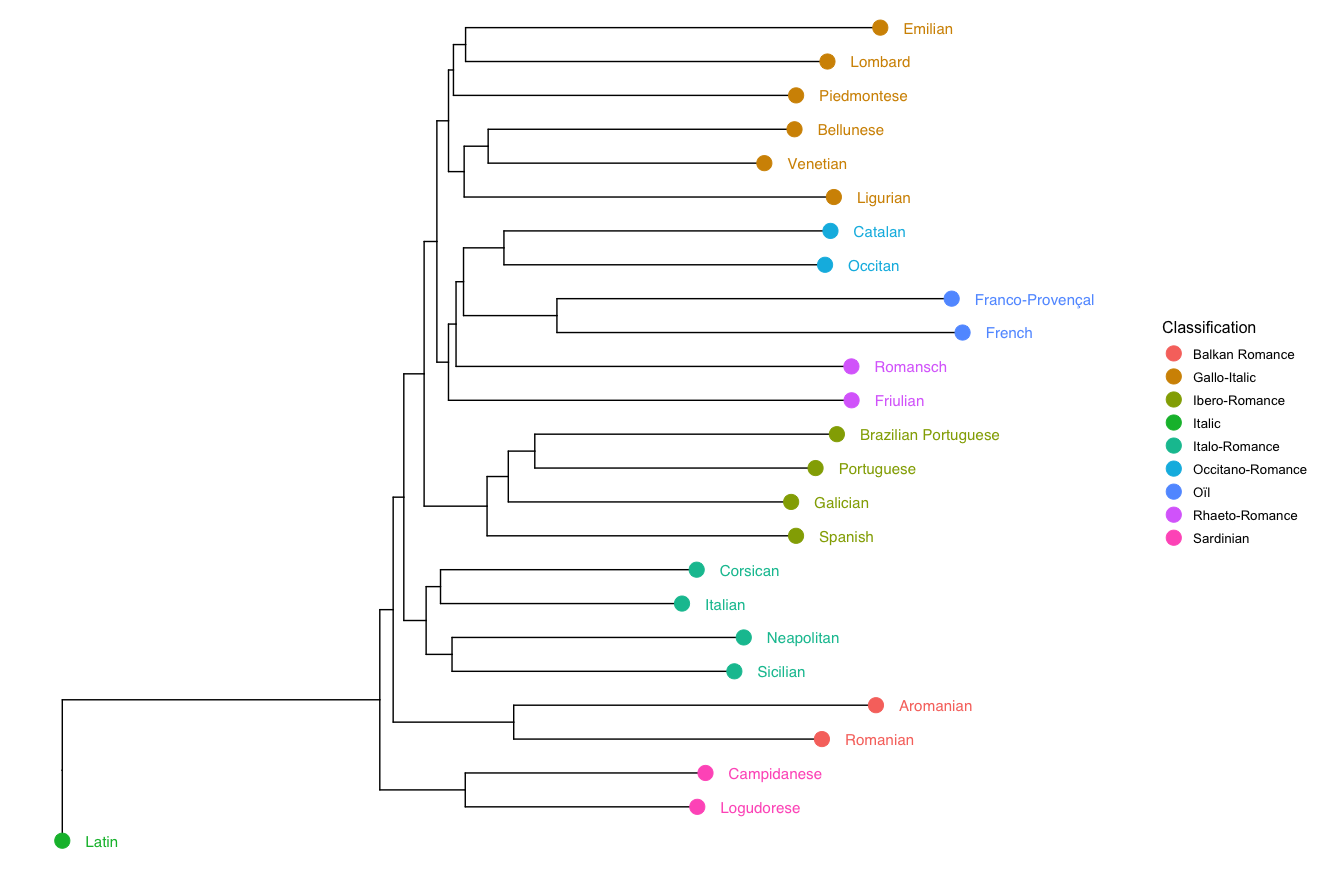 Emilian
Lombard
Piedmontese
Bellunese
Venetian
Ligurian
Catalan
Occitan
Franco-Provençal
French
Romansch
Friulian
Brazilian Portuguese
Portuguese
Galician
Spanish
Corsican
Italian
Neapolitan
Sicilian
Aromanian
Romanian
Campidanese
Logudorese
Latin
Classification
Balkan Romance
Gallo-Italic
Ibero-Romance
Italic
Italo-Romance
Occitano-Romance
Oïl
Rhaeto-Romance
Sardinian